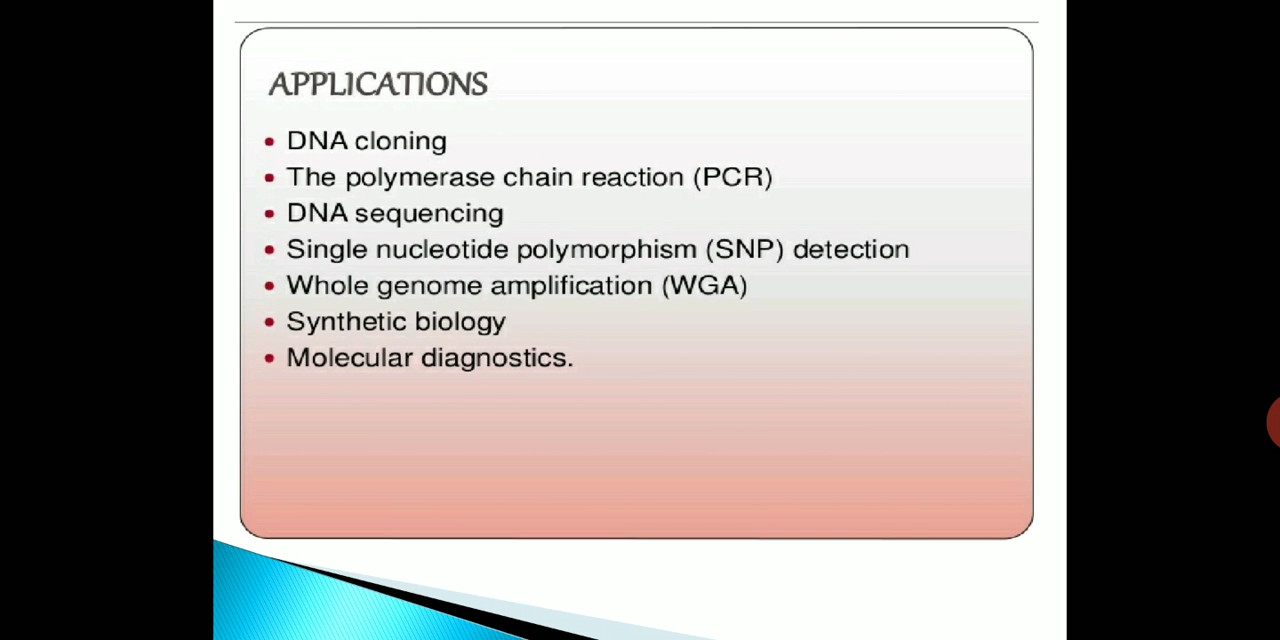 APPLICATIONS
• DNA cloning
• The polymerase chain reaction (PCR)
• DNA sequencing
• Single nucleotide polymorphism (SNP) detection
• Whole genome amplification (WGA)
• Synthetic biology
• Molecular diagnostics.